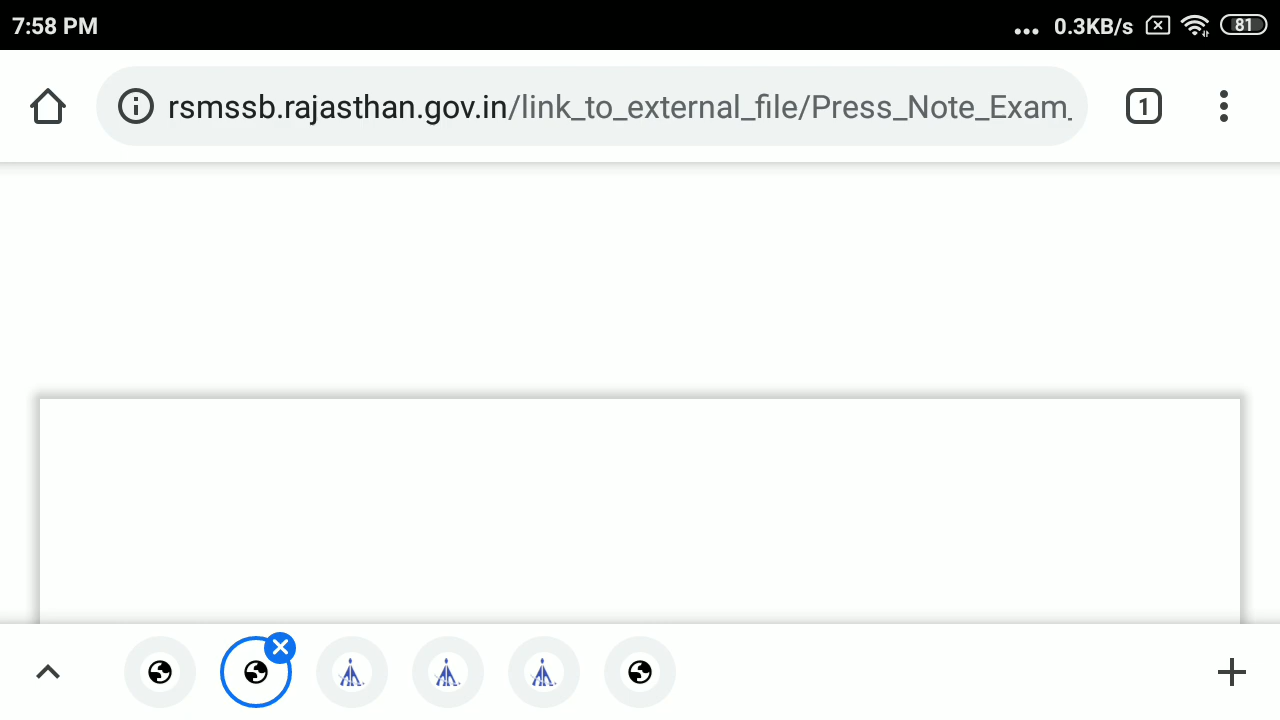 7:58 PM
... 0.3KB/s 81
rsmssb.rajasthan.gov.in/link_to_external_file/Press_Note_Exam_
1